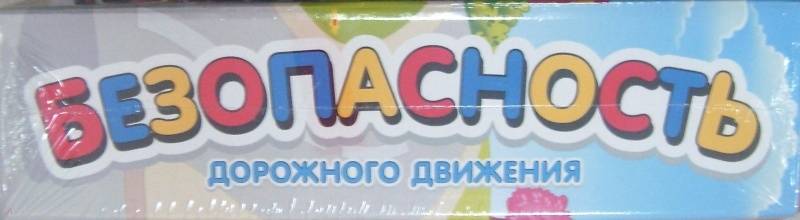 БЕЗОПАСНОСТЬ
ДОРОЖНОГО ДВИЖЕНИЯ